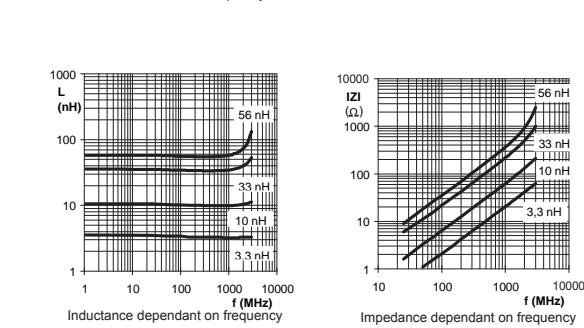 1000
L
(nH)
100
10
1
56 nH
33 nH
10 nH
3.3 nH
1 10 100 1000 10000
f (MHz)
Inductance dependant on frequency
10000
IZI
(Ω)
1000
100
10
1
56 nH
33 nH
10 nH
3,3 nH
10 100 1000 10000
f (MHz)
Impedance dependant on frequency